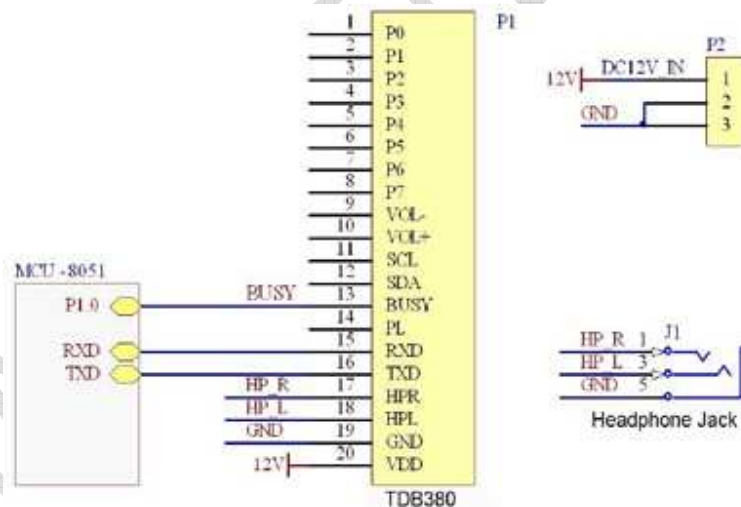 P1
1 P0
2 P1
3 P2
4 P3
5 P4
6 P5
7 P6
8 P7
9 VOL-
10 VOL+
11 SCL
12 SDA
BUSY 13 BUSY
14 PL
15 RXD
16 TXD
HP_R 17 HPR
HP_L 18 HPL
GND 19 GND
12V 20 VDD
TDB380
MCU -8051
P1.0
RXD
TXD
P2
12V DC12V_IN 1
2
GND 3
J1
HP_R 1
HP_L 3
GND 5
Headphone Jack